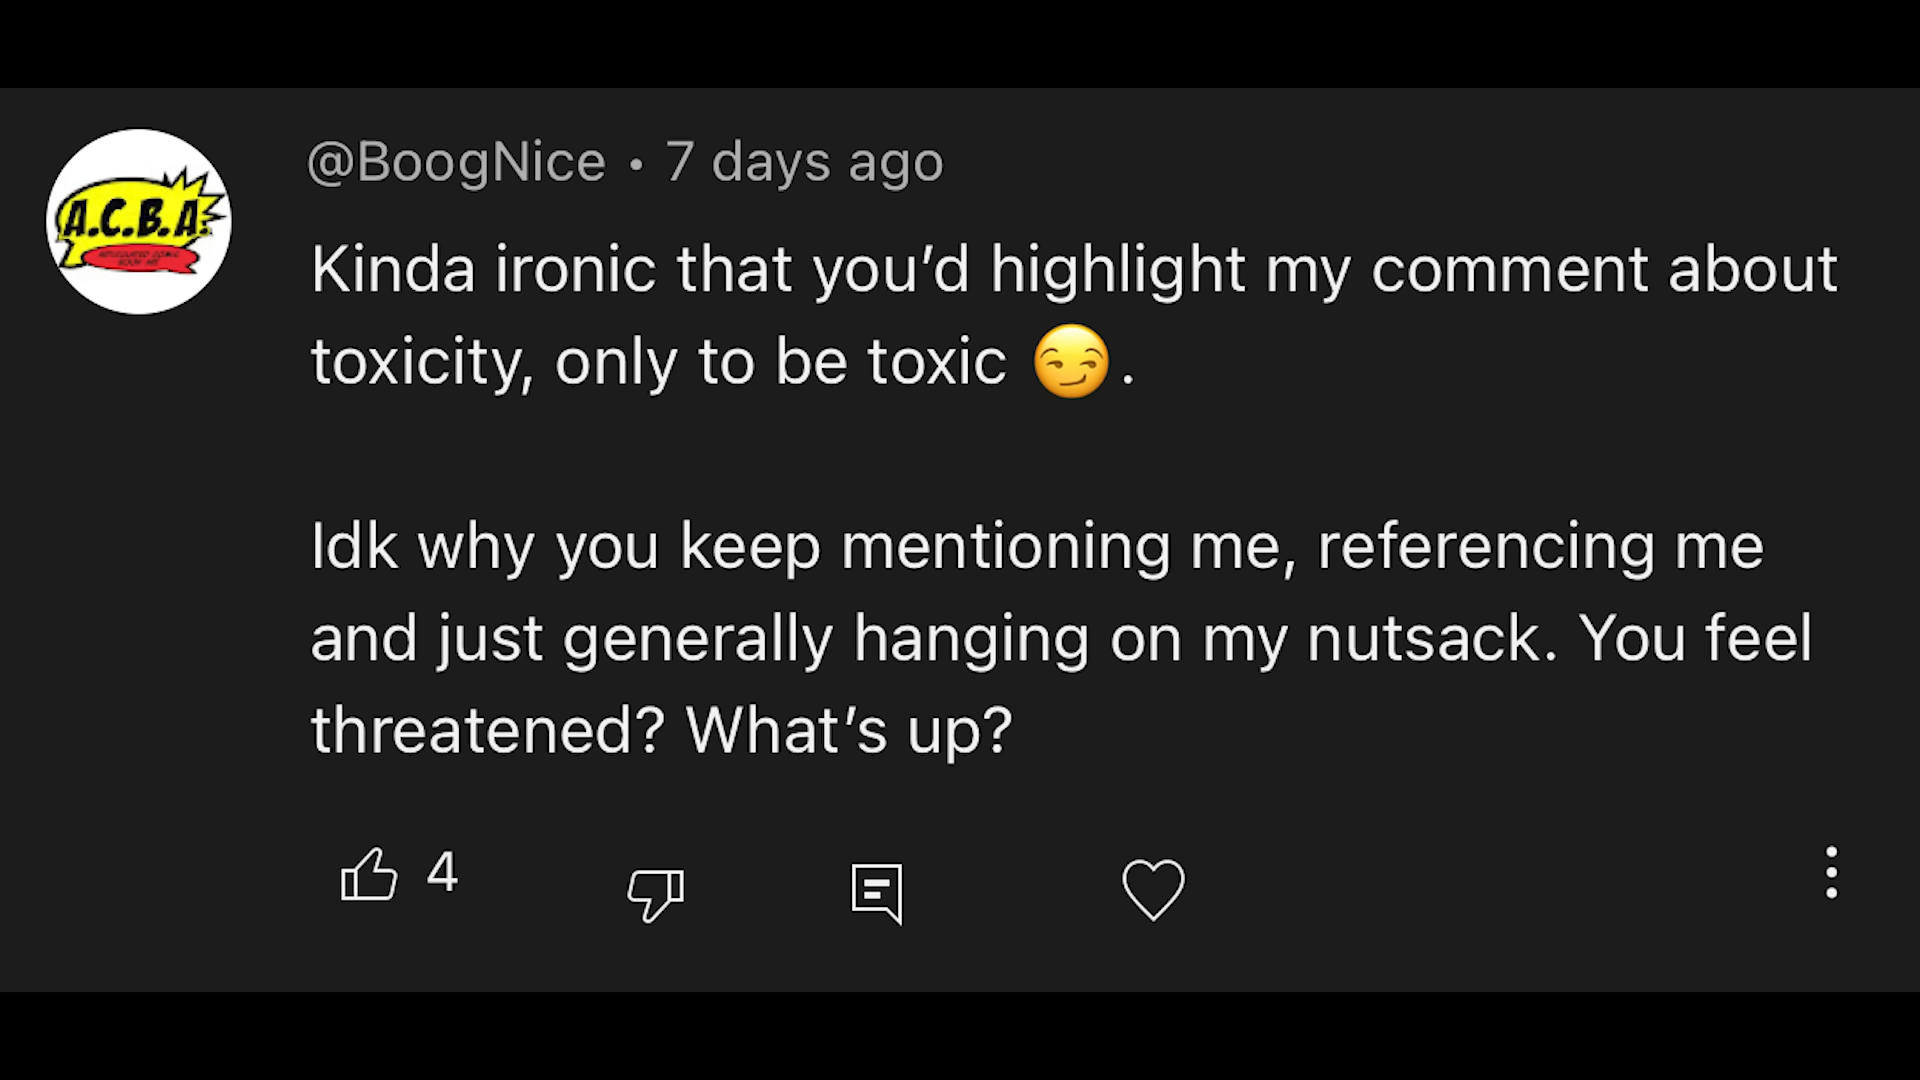 A.C.B.A.
@BoogNice • 7 days ago
Kinda ironic that you’d highlight my comment about
toxicity, only to be toxic 😏.
Idk why you keep mentioning me, referencing me
and just generally hanging on my nutsack. You feel
threatened? What’s up?
4